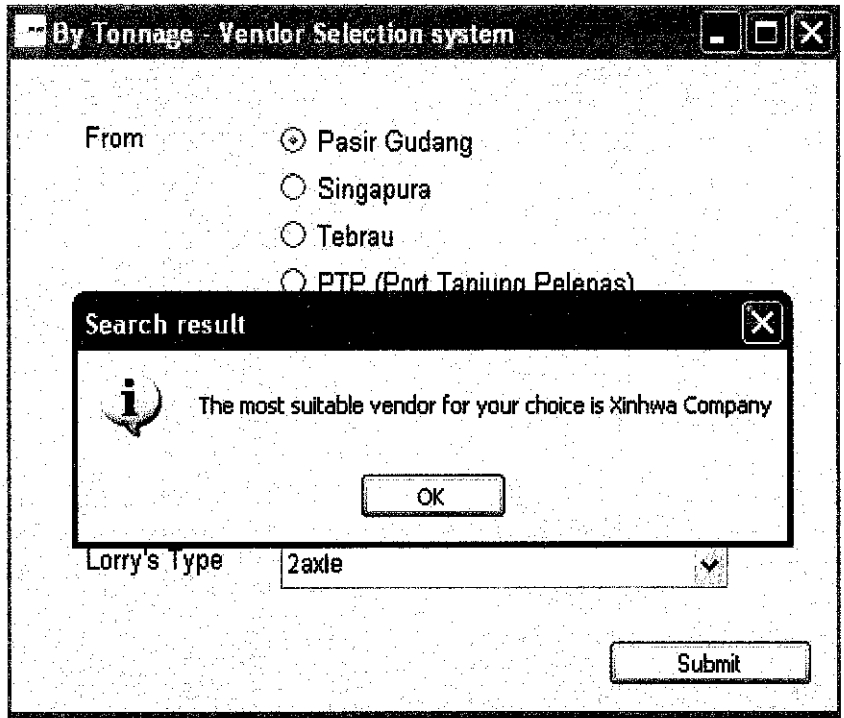 By Tonnage - Vendor Selection system
From
Pasir Gudang
Singapura
Tebrau
PTP (Port Tanjung Pelepas)
Search result
The most suitable vendor for your choice is Xinhwa Company
OK
Lorry's Type
2axle
Submit